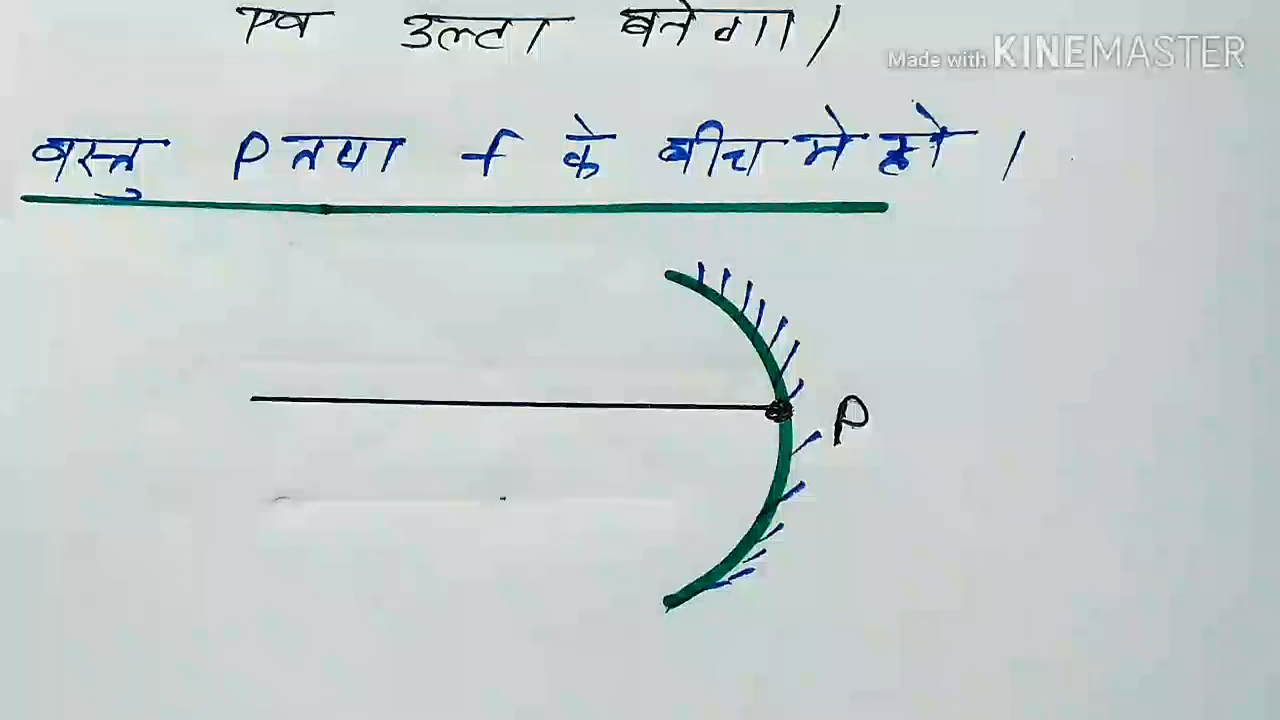 एवं उल्टा बनेगा।
Made with KINEMASTER
वस्तु P तथा f के बीच मे हो ।
P